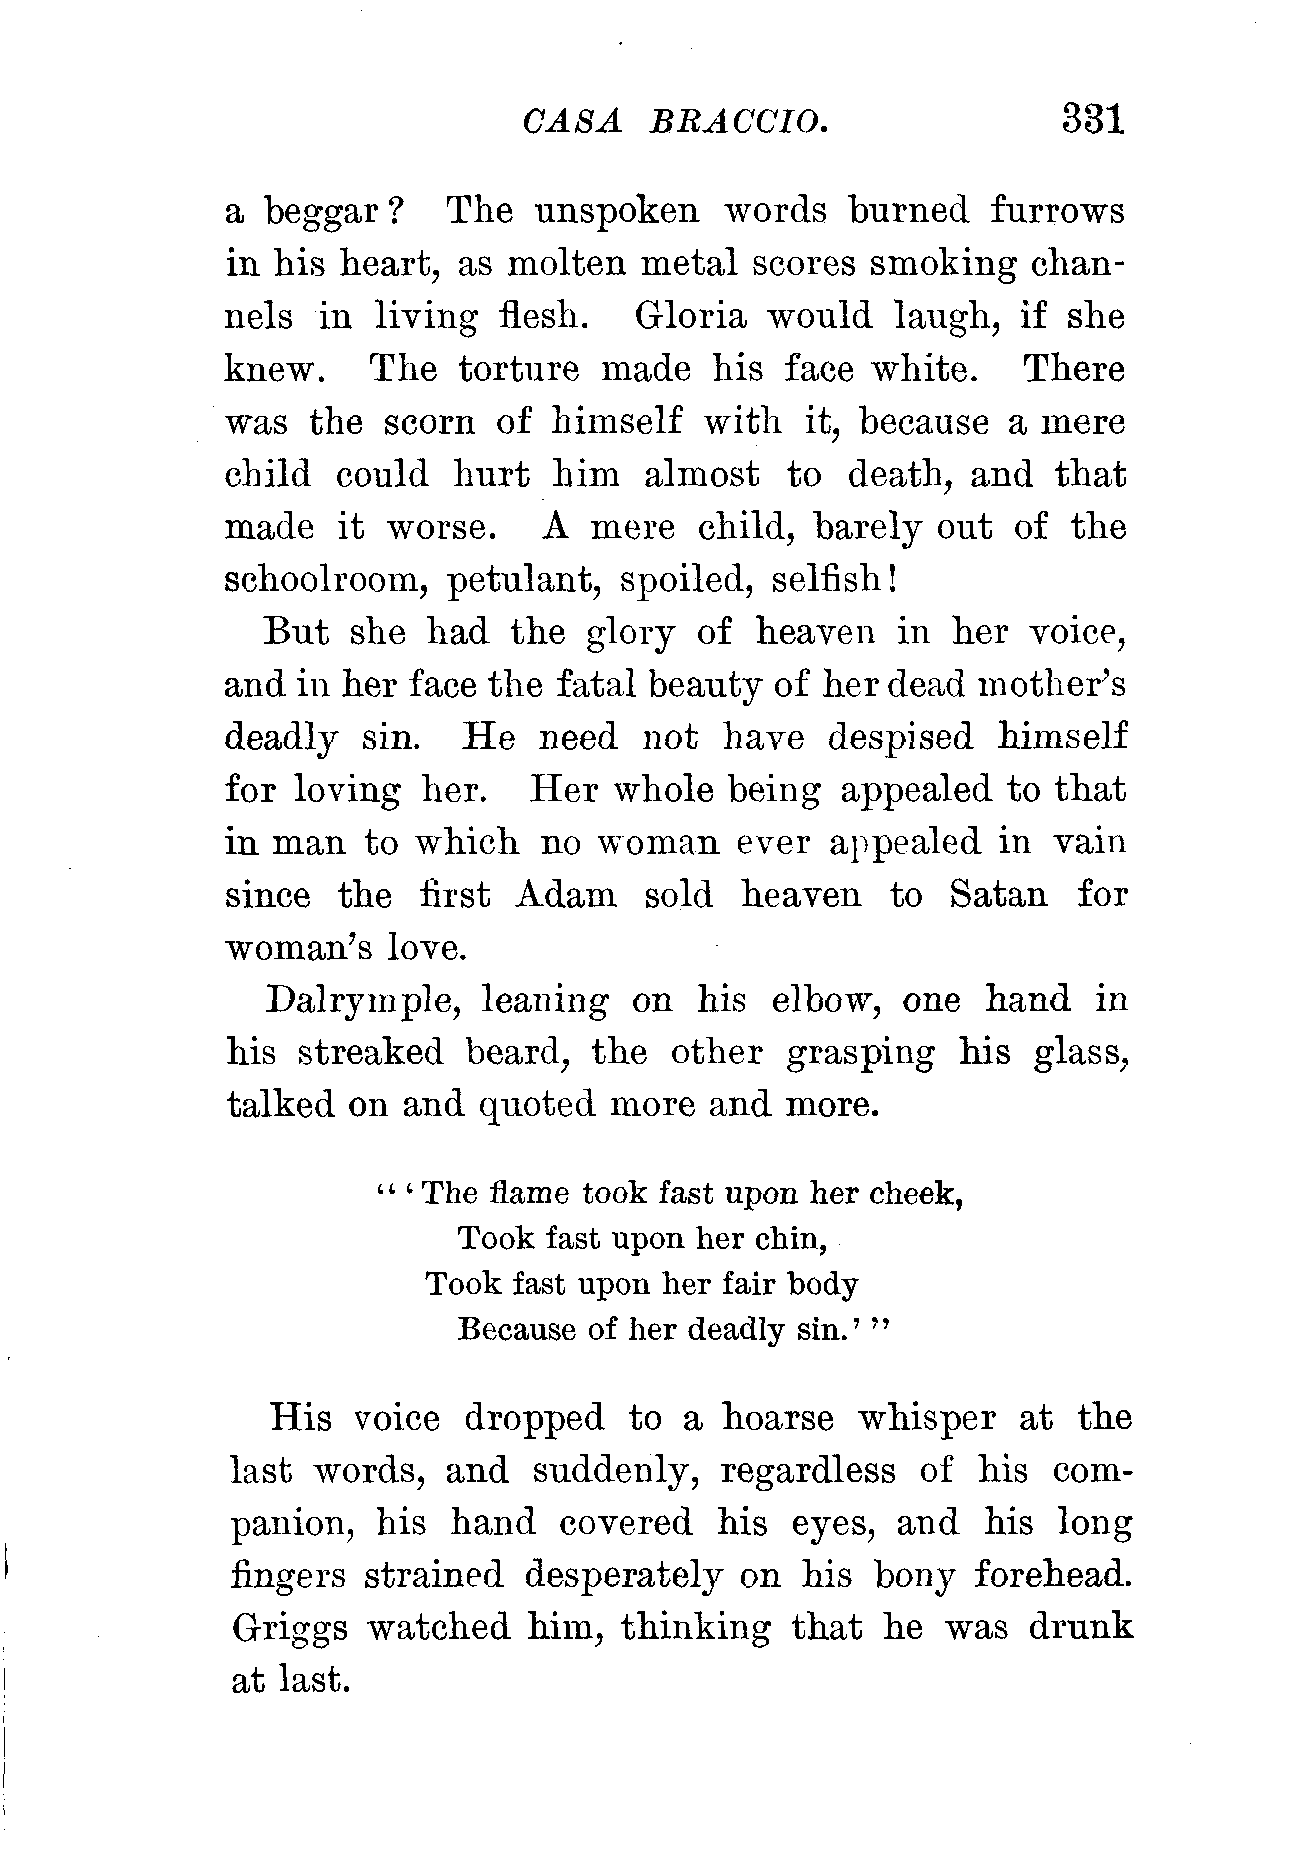 CASA BRACCIO. 331
a beggar? The unspoken words burned furrows
in his heart, as molten metal scores smoking chan-
nels in living flesh. Gloria would laugh, if she
knew. The torture made his face white. There
was the scorn of himself with it, because a mere
child could hurt him almost to death, and that
made it worse. A mere child, barely out of the
schoolroom, petulant, spoiled, selfish!
But she had the glory of heaven in her voice,
and in her face the fatal beauty of her dead mother's
deadly sin. He need not have despised himself
for loving her. Her whole being appealed to that
in man to which no woman ever appealed in vain
since the first Adam sold heaven to Satan for
woman's love.
Dalrymple, leaning on his elbow, one hand in
his streaked beard, the other grasping his glass,
talked on and quoted more and more.
"'The flame took fast upon her cheek,
Took fast upon her chin,
Took fast upon her fair body
Because of her deadly sin.'"
His voice dropped to a hoarse whisper at the
last words, and suddenly, regardless of his com-
panion, his hand covered his eyes, and his long
fingers strained desperately on his bony forehead.
Griggs watched him, thinking that he was drunk
at last.